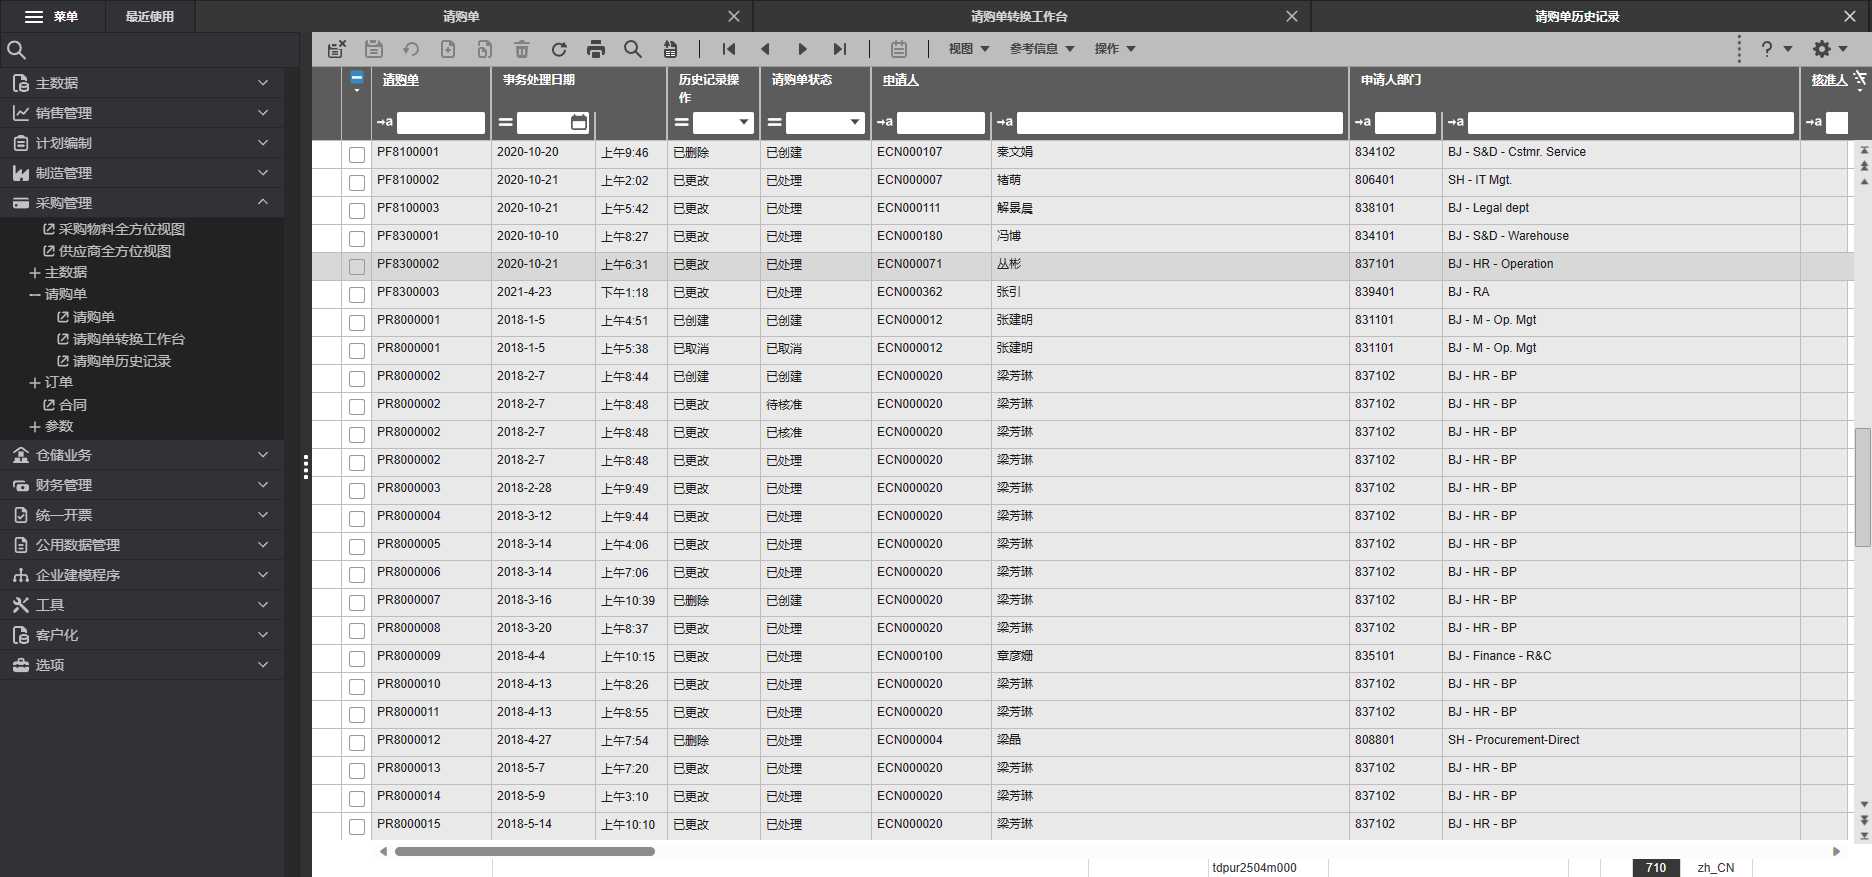 菜单 最近使用 请购单 请购单转换工作台 请购单历史记录
视图 参考信息 操作
主数据
销售管理
计划编制
制造管理
采购管理
采购物料全方位视图
供应商全方位视图
主数据
请购单
请购单
请购单转换工作台
请购单历史记录
订单
合同
参数
仓储业务
财务管理
统一开票
公用数据管理
企业建模程序
工具
客户化
选项
请购单 事务处理日期 历史记录操作 请购单状态 申请人 申请人部门 核准人
PF8100001 2020-10-20 上午9:46 已删除 已创建 ECN000107 秦文娟 834102 BJ - S&D - Cstmr. Service
PF8100002 2020-10-21 上午2:02 已更改 已处理 ECN000007 褚萌 806401 SH - IT Mgt.
PF8100003 2020-10-21 上午5:42 已更改 已处理 ECN000111 解景晨 838101 BJ - Legal dept
PF8300001 2020-10-10 上午8:27 已更改 已处理 ECN000180 冯博 834101 BJ - S&D - Warehouse
PF8300002 2020-10-21 上午6:31 已更改 已处理 ECN000071 丛彬 837101 BJ - HR - Operation
PF8300003 2021-4-23 下午1:18 已更改 已处理 ECN000362 张引 839401 BJ - RA
PR8000001 2018-1-5 上午4:51 已创建 已创建 ECN000012 张建明 831101 BJ - M - Op. Mgt
PR8000001 2018-1-5 上午5:38 已取消 已取消 ECN000012 张建明 831101 BJ - M - Op. Mgt
PR8000002 2018-2-7 上午8:44 已创建 已创建 ECN000020 梁芳琳 837102 BJ - HR - BP
PR8000002 2018-2-7 上午8:48 已更改 待核准 ECN000020 梁芳琳 837102 BJ - HR - BP
PR8000002 2018-2-7 上午8:48 已更改 已核准 ECN000020 梁芳琳 837102 BJ - HR - BP
PR8000002 2018-2-7 上午8:48 已更改 已处理 ECN000020 梁芳琳 837102 BJ - HR - BP
PR8000003 2018-2-28 上午9:49 已更改 已处理 ECN000020 梁芳琳 837102 BJ - HR - BP
PR8000004 2018-3-12 上午9:44 已更改 已处理 ECN000020 梁芳琳 837102 BJ - HR - BP
PR8000005 2018-3-14 上午4:06 已更改 已处理 ECN000020 梁芳琳 837102 BJ - HR - BP
PR8000006 2018-3-14 上午7:06 已更改 已处理 ECN000020 梁芳琳 837102 BJ - HR - BP
PR8000007 2018-3-16 上午10:39 已删除 已创建 ECN000020 梁芳琳 837102 BJ - HR - BP
PR8000008 2018-3-20 上午8:37 已更改 已处理 ECN000020 梁芳琳 837102 BJ - HR - BP
PR8000009 2018-4-4 上午10:15 已更改 已处理 ECN000100 章彦姗 835101 BJ - Finance - R&C
PR8000010 2018-4-13 上午8:26 已更改 已处理 ECN000020 梁芳琳 837102 BJ - HR - BP
PR8000011 2018-4-13 上午8:55 已更改 已处理 ECN000020 梁芳琳 837102 BJ - HR - BP
PR8000012 2018-4-27 上午7:54 已删除 已处理 ECN000004 梁晶 808801 SH - Procurement-Direct
PR8000013 2018-5-7 上午7:20 已更改 已处理 ECN000020 梁芳琳 837102 BJ - HR - BP
PR8000014 2018-5-9 上午3:10 已更改 已处理 ECN000020 梁芳琳 837102 BJ - HR - BP
PR8000015 2018-5-14 上午10:10 已更改 已处理 ECN000020 梁芳琳 837102 BJ - HR - BP
tdpur2504m000 710 zh_CN